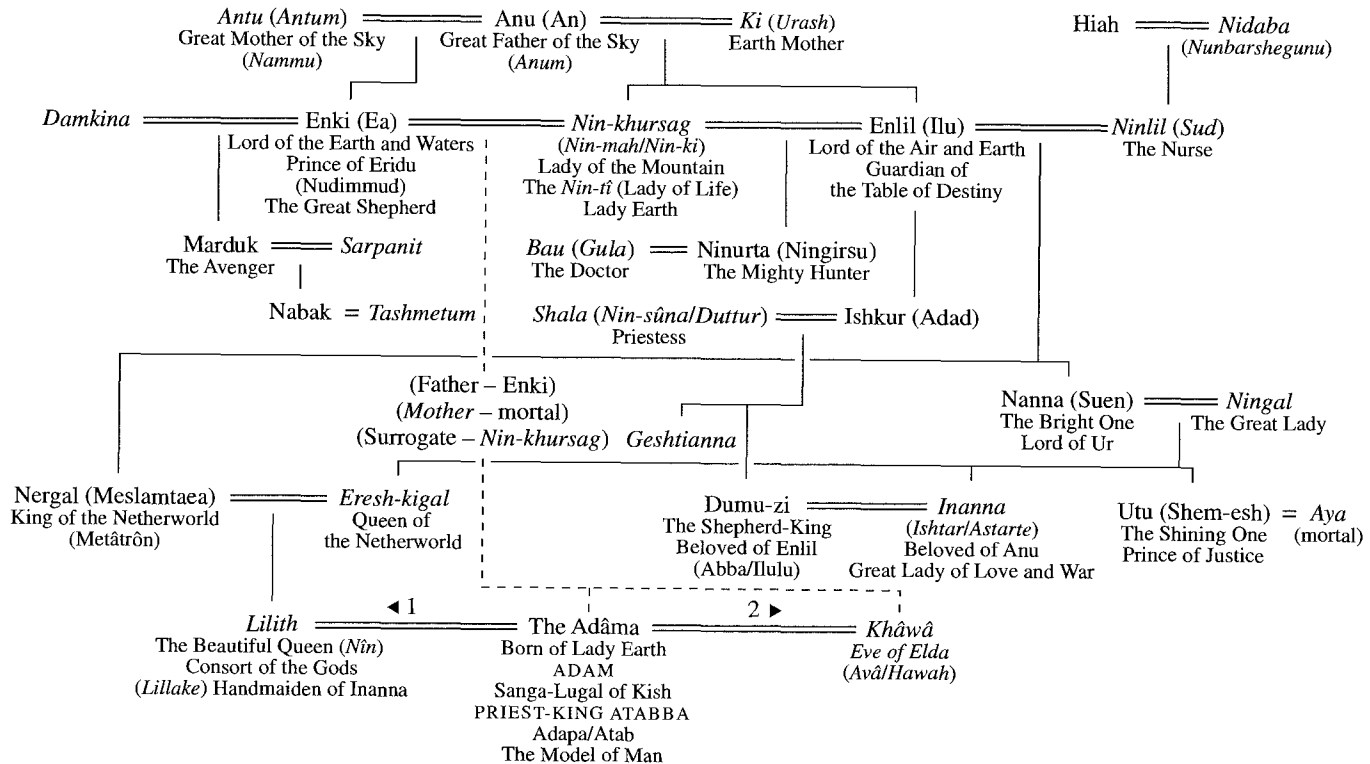 Antu (Antum)
Great Mother of the Sky
(Nammu)
Anu (An)
Great Father of the Sky
(Anum)
Ki (Urash)
Earth Mother
Hiah
Nidaba
(Nunbarshegunu)
Damkina
Enki (Ea)
Lord of the Earth and Waters
Prince of Eridu
(Nudimmud)
The Great Shepherd
Nin-khursag
(Nin-mah/Nin-ki)
Lady of the Mountain
The Nin-tî (Lady of Life)
Lady Earth
Enlil (Ilu)
Lord of the Air and Earth
Guardian of
the Table of Destiny
Ninlil (Sud)
The Nurse
Marduk
The Avenger
Sarpanit
Bau (Gula)
The Doctor
Ninurta (Ningirsu)
The Mighty Hunter
Nabak = Tashmetum
Shala (Nin-sûna/Duttur)
Priestess
Ishkur (Adad)
(Father – Enki)
(Mother – mortal)
(Surrogate – Nin-khursag)
Geshtianna
Nanna (Suen)
The Bright One
Lord of Ur
Ningal
The Great Lady
Nergal (Meslamtaea)
King of the Netherworld
(Metâtrôn)
Eresh-kigal
Queen of
the Netherworld
Dumu-zi
The Shepherd-King
Beloved of Enlil
(Abba/Ilulu)
Inanna
(Ishtar/Astarte)
Beloved of Anu
Great Lady of Love and War
Utu (Shem-esh) = Aya
The Shining One
Prince of Justice
(mortal)
◄ 1
2 ►
Lilith
The Beautiful Queen (Nîn)
Consort of the Gods
(Lillake) Handmaiden of Inanna
The Adâma
Born of Lady Earth
ADAM
Sanga-Lugal of Kish
PRIEST-KING ATABBA
Adapa/Atab
The Model of Man
Khâwâ
Eve of Elda
(Avâ/Hawah)